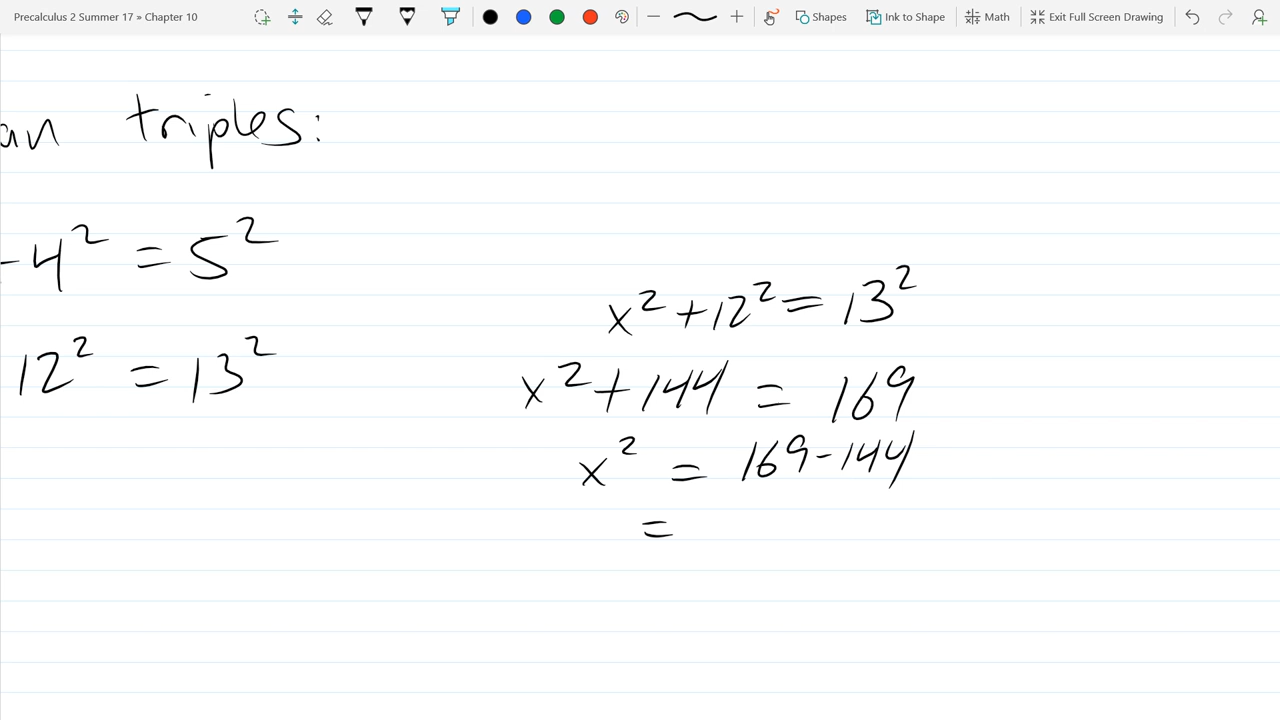 Precalculus 2 Summer 17 » Chapter 10
Shapes Ink to Shape Math Exit Full Screen Drawing
an triples:
-4² = 5²
12² = 13²
x² + 12² = 13²
x² + 144 = 169
x² = 169 - 144
=